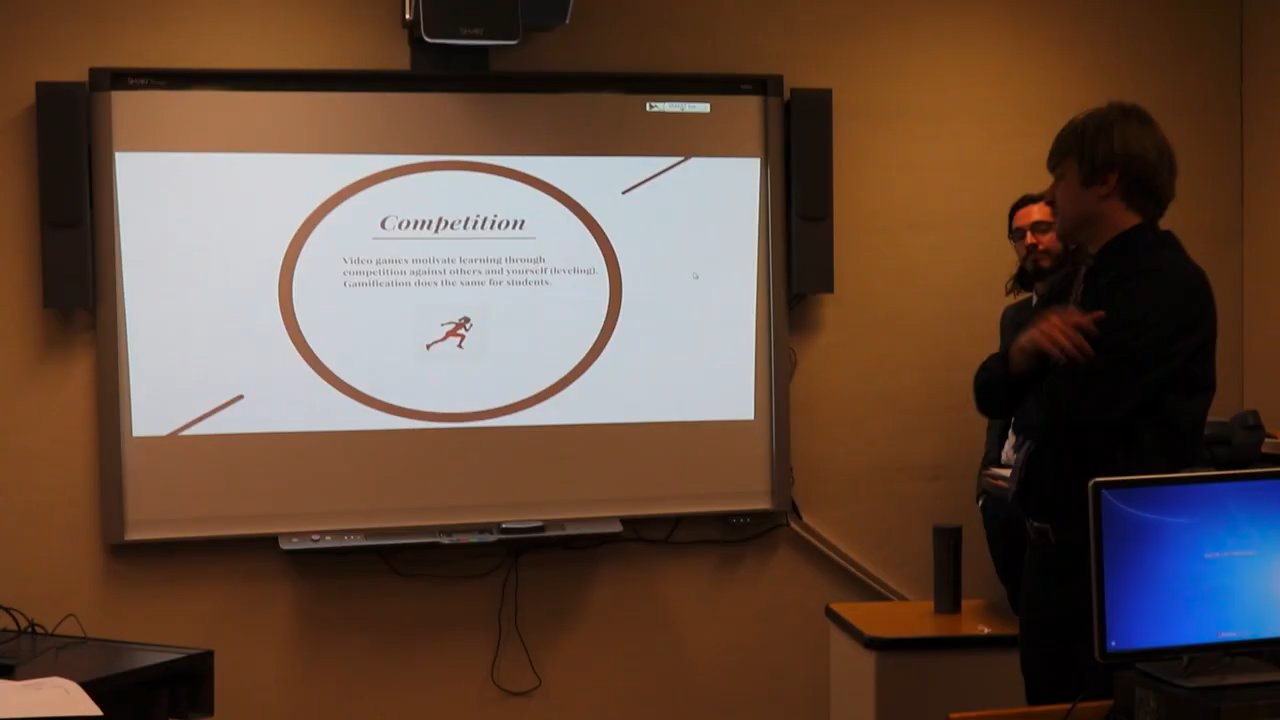 Competition
Video games motivate learning through
competition against others and yourself (leveling).
Gamification does the same for students.